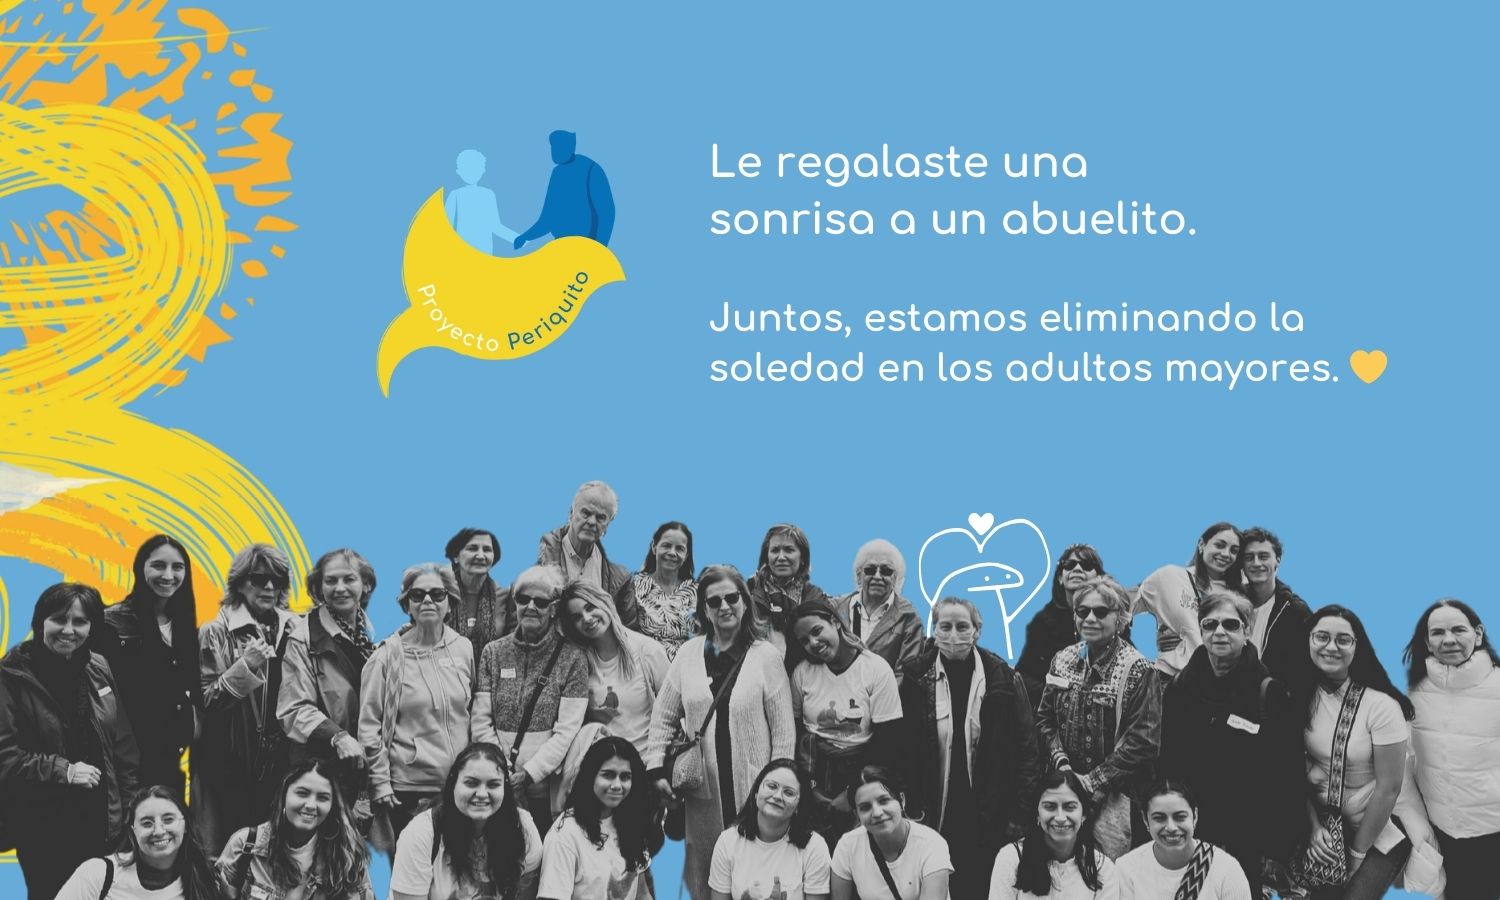 Le regalaste una
sonrisa a un abuelito.
Proyecto Periquito
Juntos, estamos eliminando la
soledad en los adultos mayores.